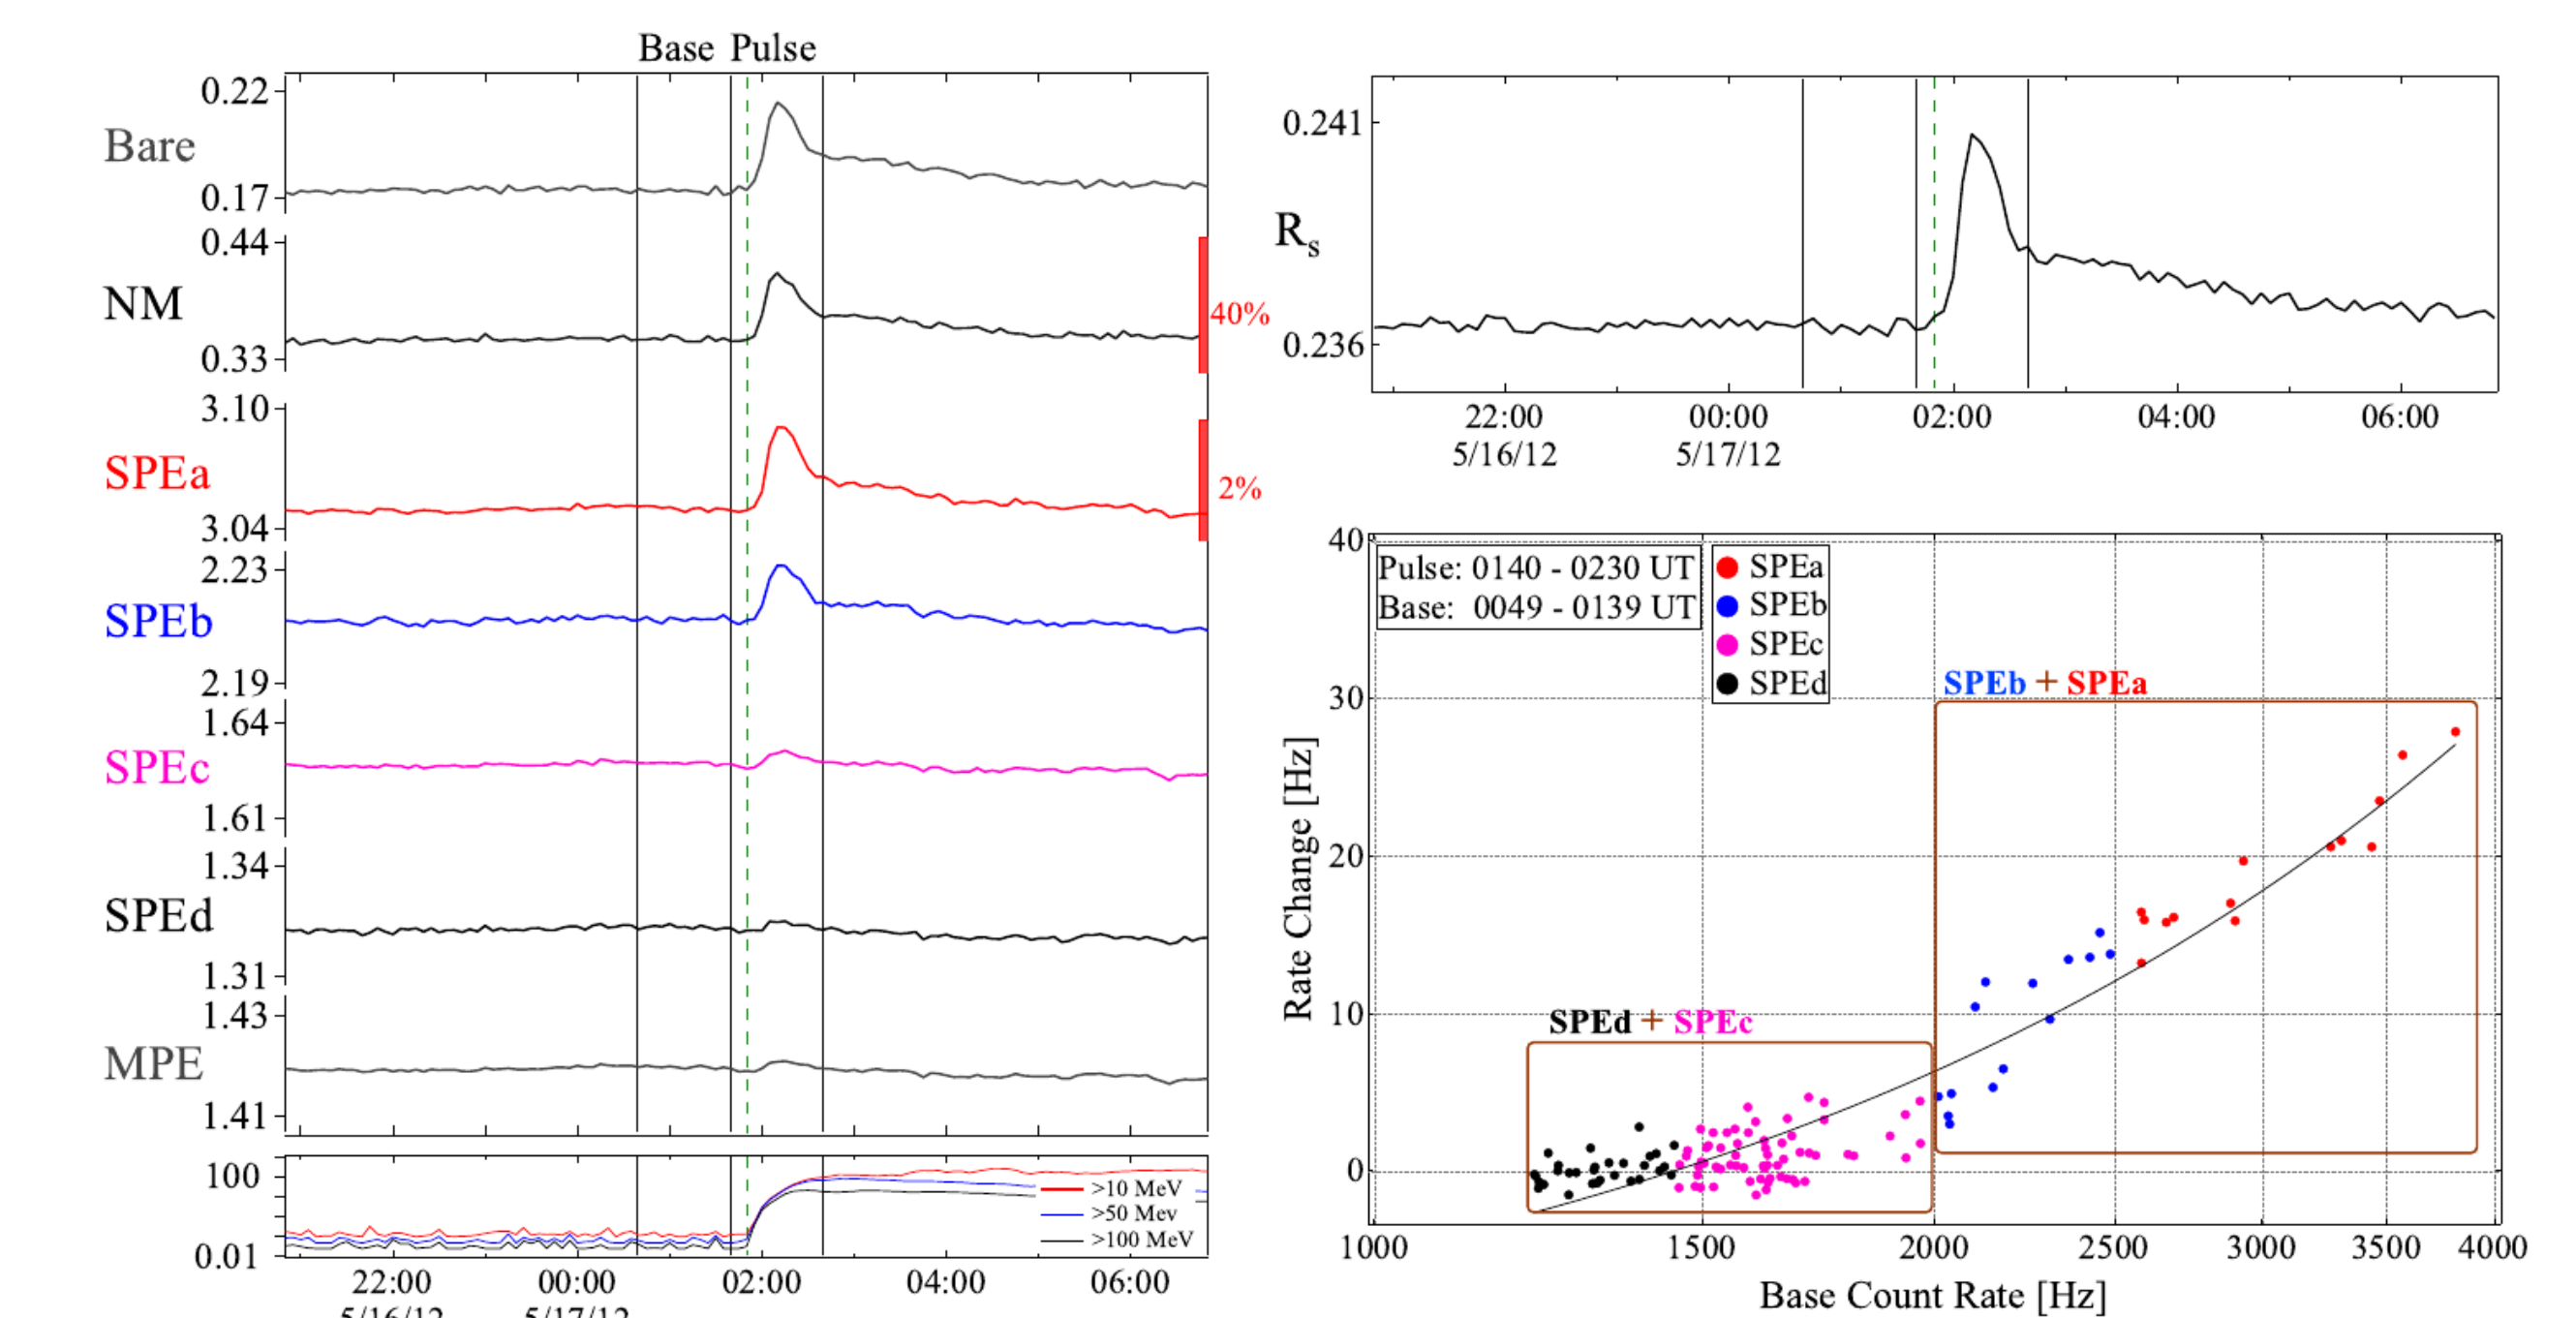 Base Pulse
0.22
Bare
0.17
0.44
NM
40%
0.33
3.10
SPEa
2%
3.04
2.23
SPEb
2.19
1.64
SPEc
1.61
1.34
SPEd
1.31
1.43
MPE
1.41
100
>10 MeV
>50 Mev
>100 MeV
0.01
22:00 00:00 02:00 04:00 06:00
5/16/12 5/17/12
0.241
Rs
0.236
22:00 00:00 02:00 04:00 06:00
5/16/12 5/17/12
40
Pulse: 0140 - 0230 UT
Base: 0049 - 0139 UT
SPEa
SPEb
SPEc
SPEd
SPEb + SPEa
30
Rate Change [Hz]
20
10
SPEd + SPEc
0
1000 1500 2000 2500 3000 3500 4000
Base Count Rate [Hz]